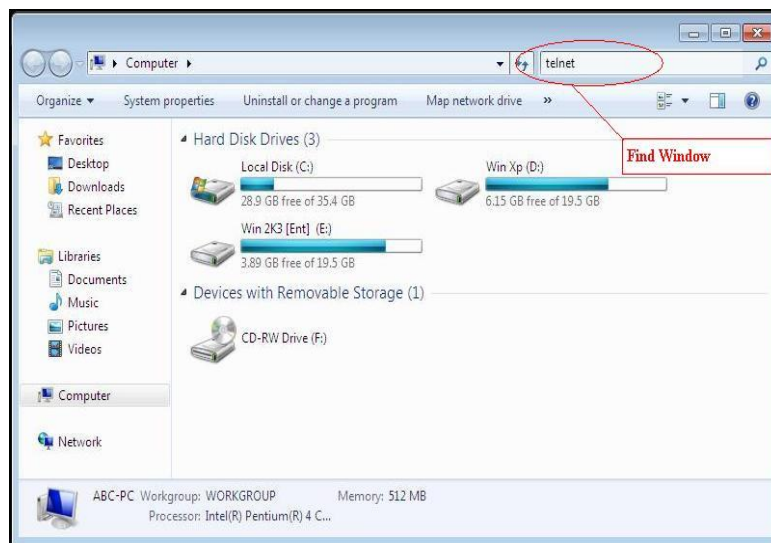 Computer
telnet
Organize
System properties
Uninstall or change a program
Map network drive
»
Find Window
Favorites
Desktop
Downloads
Recent Places
Libraries
Documents
Music
Pictures
Videos
Computer
Network
Hard Disk Drives (3)
Local Disk (C:)
28.9 GB free of 35.4 GB
Win Xp (D:)
6.15 GB free of 19.5 GB
Win 2K3 [Ent] (E:)
3.89 GB free of 19.5 GB
Devices with Removable Storage (1)
CD-RW Drive (F:)
ABC-PC Workgroup: WORKGROUP Memory: 512 MB
Processor: Intel(R) Pentium(R) 4 C...